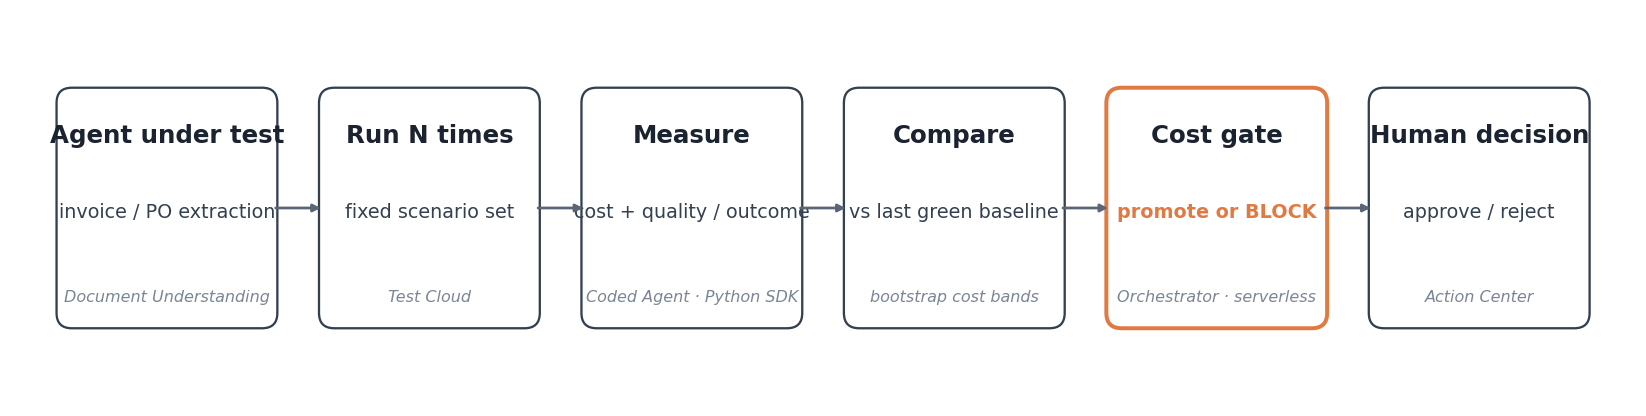 Agent under test
invoice / PO extraction
Document Understanding
Run N times
fixed scenario set
Test Cloud
Measure
cost + quality / outcome
Coded Agent · Python SDK
Compare
vs last green baseline
bootstrap cost bands
Cost gate
promote or BLOCK
Orchestrator · serverless
Human decision
approve / reject
Action Center